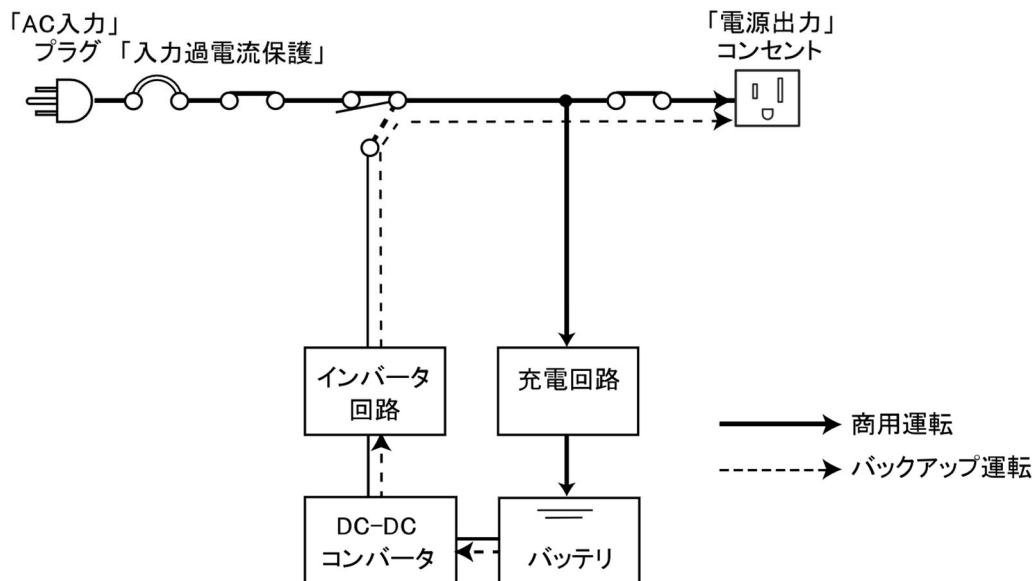 「AC入力」
プラグ
「入力過電流保護」
「電源出力」
コンセント
インバータ
回路
充電回路
DC-DC
コンバータ
バッテリ
商用運転
バックアップ運転